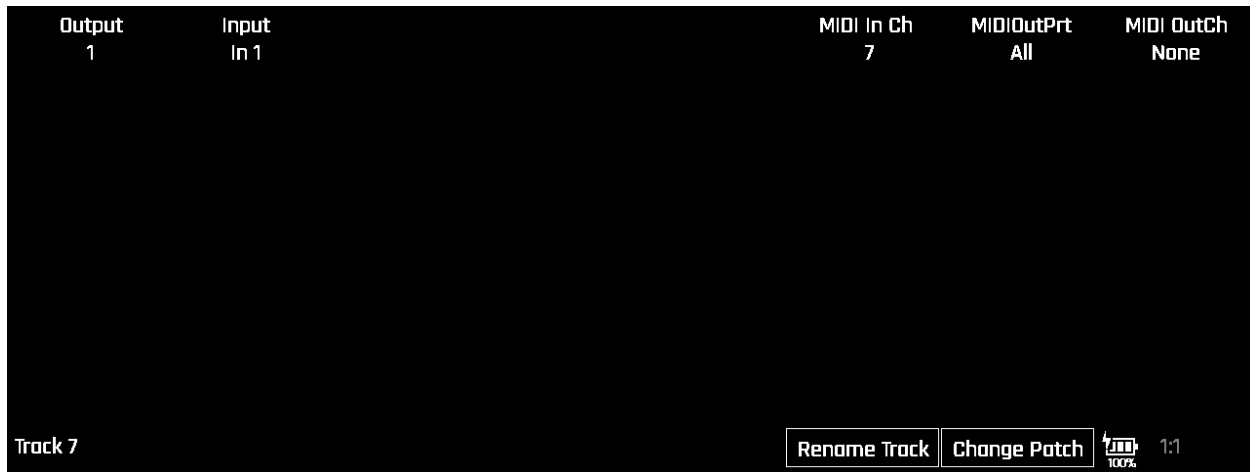 Output Input MIDI In Ch MIDIOutPrt MIDI OutCh
1 In 1 7 All None
Track 7 Rename Track Change Patch 100% 1:1